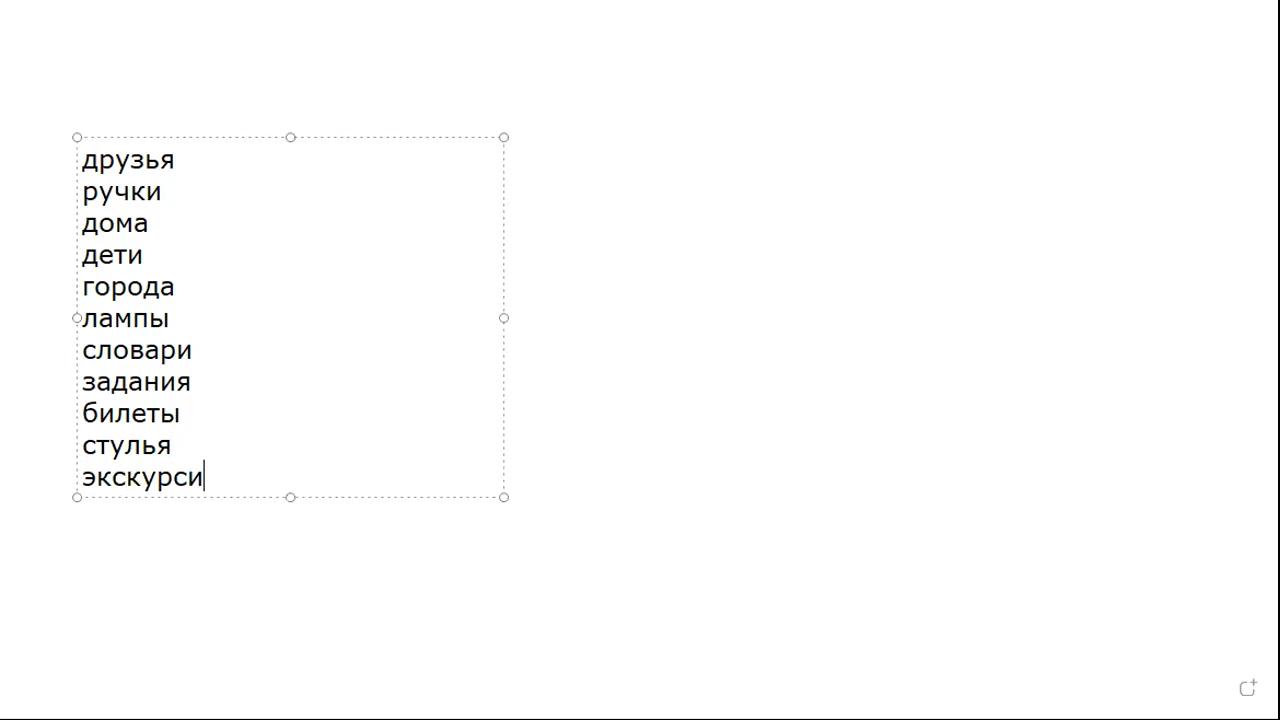 друзья
ручки
дома
дети
города
лампы
словари
задания
билеты
стулья
экскурси